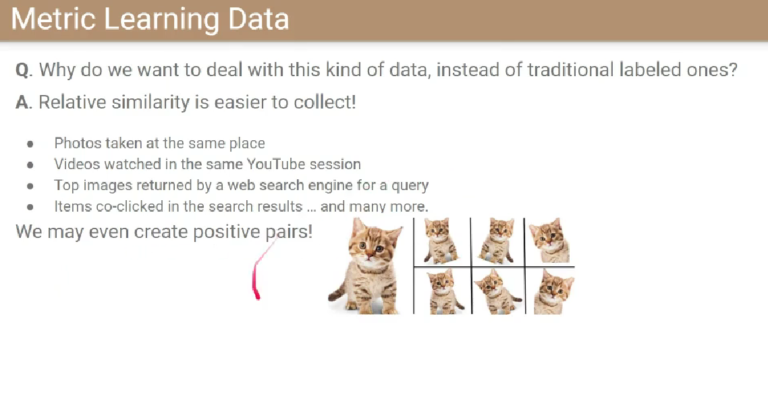 Metric Learning Data
Q. Why do we want to deal with this kind of data, instead of traditional labeled ones?
A. Relative similarity is easier to collect!
● Photos taken at the same place
● Videos watched in the same YouTube session
● Top images returned by a web search engine for a query
● Items co-clicked in the search results ... and many more.
We may even create positive pairs!